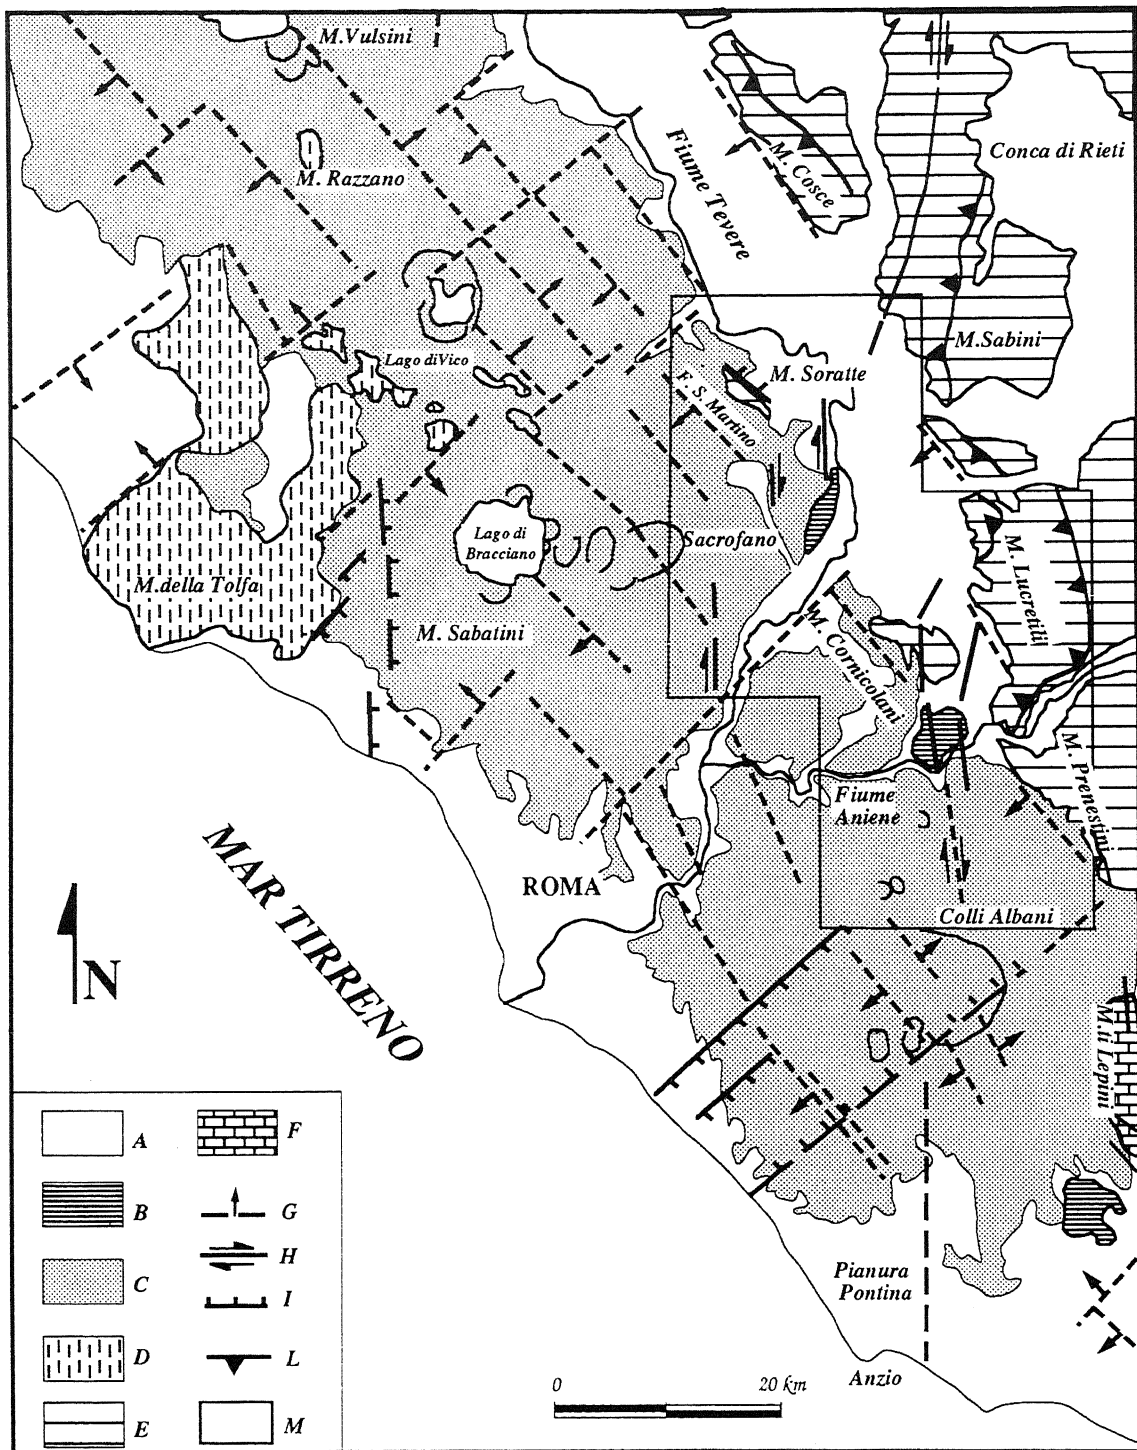 M.Vulsini
Conca di Rieti
Fiume Tevere
M. Cosce
M. Razzano
M.Sabini
Lago di Vico
M. Soratte
F. S. Martino
Lago di
Bracciano
Sacrofano
M. Lucretili
M.della Tolfa
M. Sabatini
M. Cornicolani
M. Prenestini
Fiume
Aniene
MAR TIRRENO
ROMA
Colli Albani
N
M.ti Lepini
A
F
B
G
H
C
I
D
L
E
M
Pianura
Pontina
Anzio
0
20 km